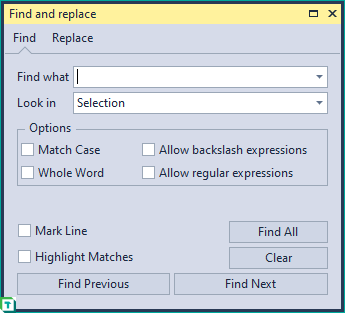 Find and replace
Find Replace
Find what
Look in Selection
Options
Match Case Allow backslash expressions
Whole Word Allow regular expressions
Mark Line Find All
Highlight Matches Clear
Find Previous Find Next
T